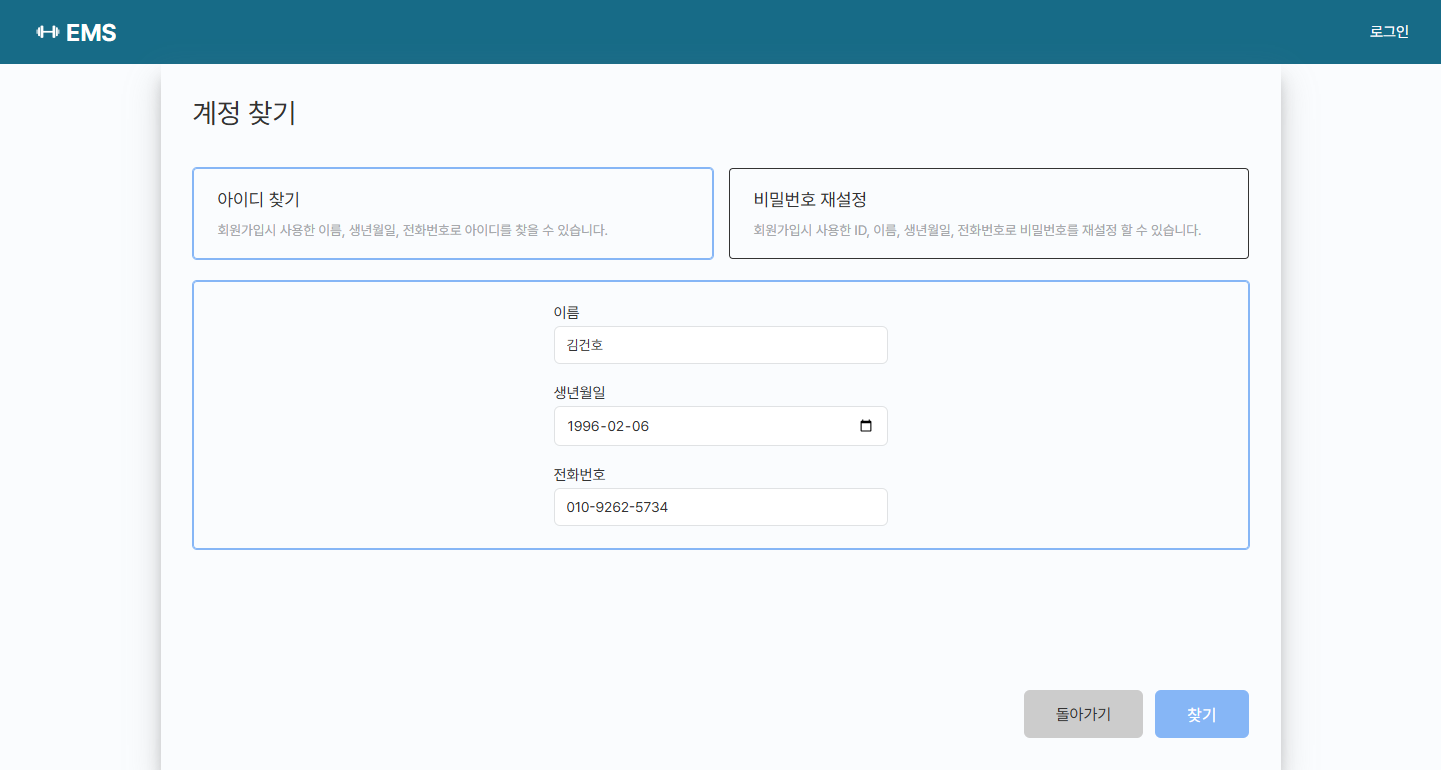 EMS
로그인
계정 찾기
아이디 찾기
회원가입시 사용한 이름, 생년월일, 전화번호로 아이디를 찾을 수 있습니다.
비밀번호 재설정
회원가입시 사용한 ID, 이름, 생년월일, 전화번호로 비밀번호를 재설정 할 수 있습니다.
이름
김건호
생년월일
1996-02-06
전화번호
010-9262-5734
돌아가기
찾기